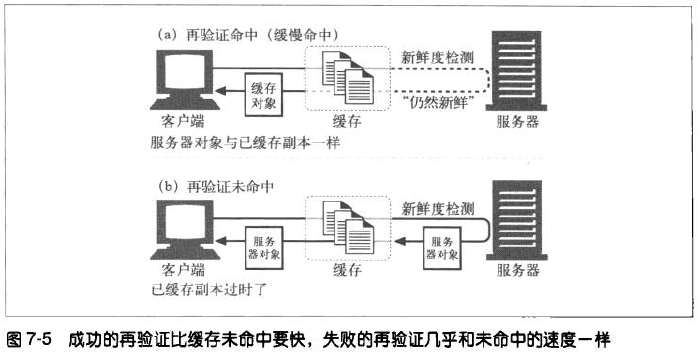 (a) 再验证命中（缓慢命中）
新鲜度检测
缓存
对象
“仍然新鲜”
客户端
缓存
服务器
服务器对象与已缓存副本一样
(b) 再验证未命中
新鲜度检测
服务
器对象
服务
器对象
客户端
缓存
服务器
已缓存副本过时了
图 7-5 成功的再验证比缓存未命中要快，失败的再验证几乎和未命中的速度一样